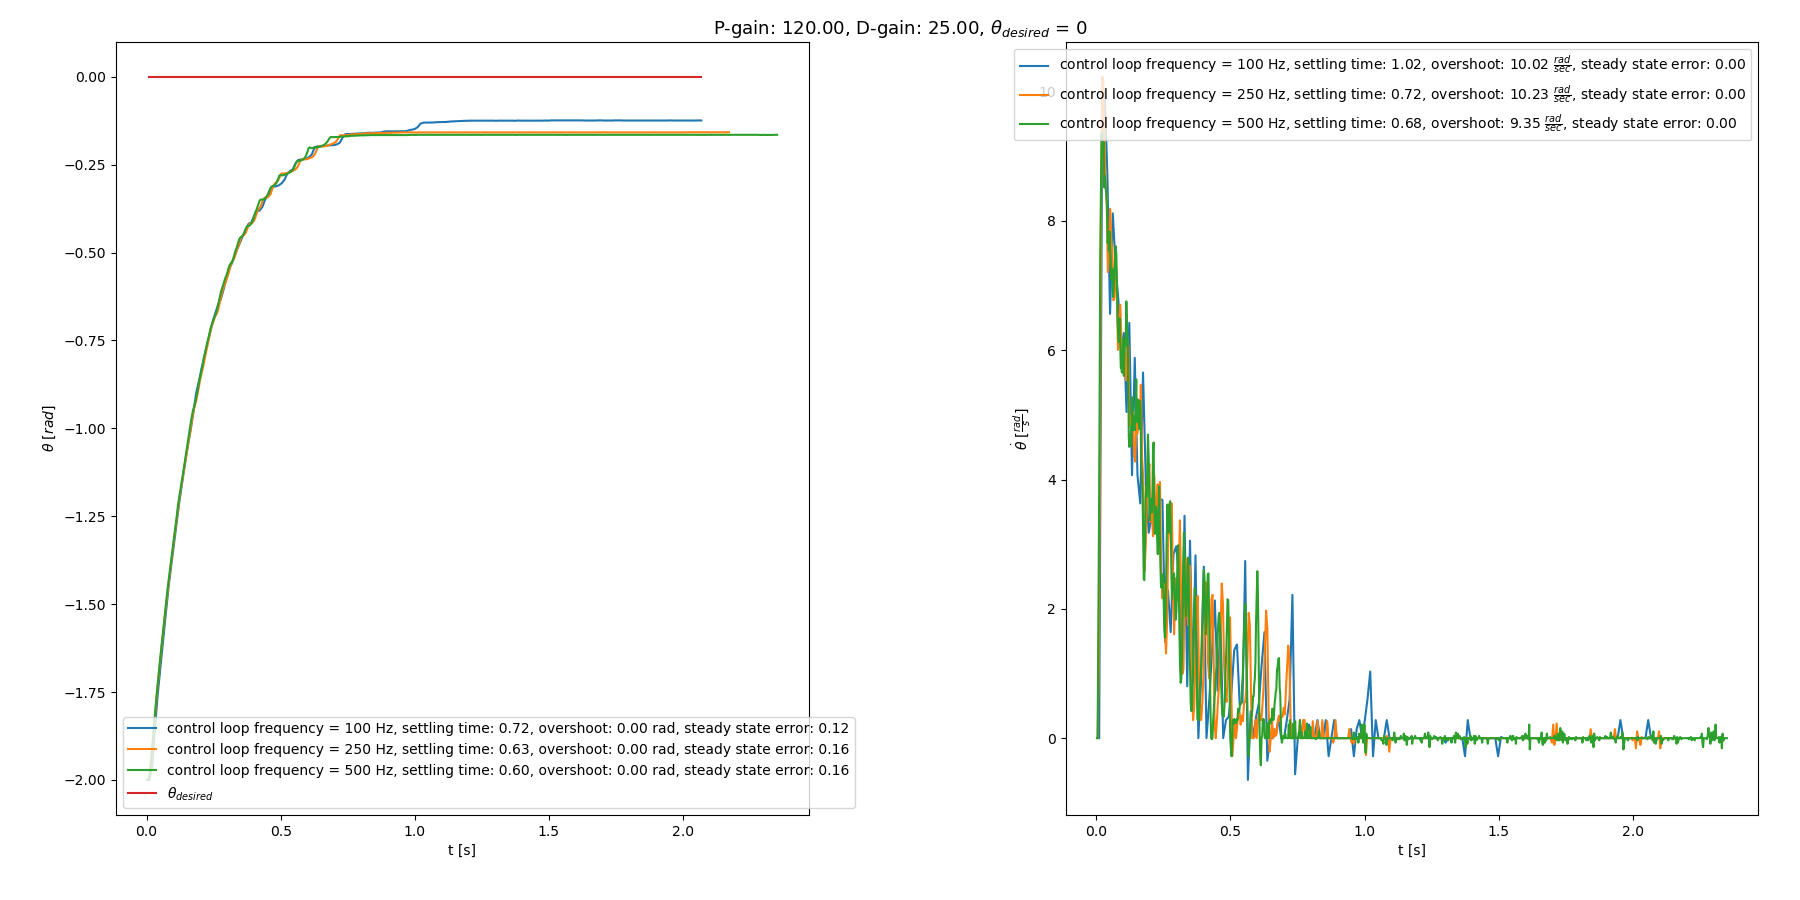 P-gain: 120.00, D-gain: 25.00, θ_desired = 0
0.00
−0.25
−0.50
−0.75
−1.00
−1.25
−1.50
−1.75
−2.00
θ [rad]
control loop frequency = 100 Hz, settling time: 0.72, overshoot: 0.00 rad, steady state error: 0.12
control loop frequency = 250 Hz, settling time: 0.63, overshoot: 0.00 rad, steady state error: 0.16
control loop frequency = 500 Hz, settling time: 0.60, overshoot: 0.00 rad, steady state error: 0.16
θ_desired
0.0 0.5 1.0 1.5 2.0
t [s]
control loop frequency = 100 Hz, settling time: 1.02, overshoot: 10.02 rad/sec, steady state error: 0.00
control loop frequency = 250 Hz, settling time: 0.72, overshoot: 10.23 rad/sec, steady state error: 0.00
control loop frequency = 500 Hz, settling time: 0.68, overshoot: 9.35 rad/sec, steady state error: 0.00
10
8
6
4
2
0
θ̇ [rad/s]
0.0 0.5 1.0 1.5 2.0
t [s]